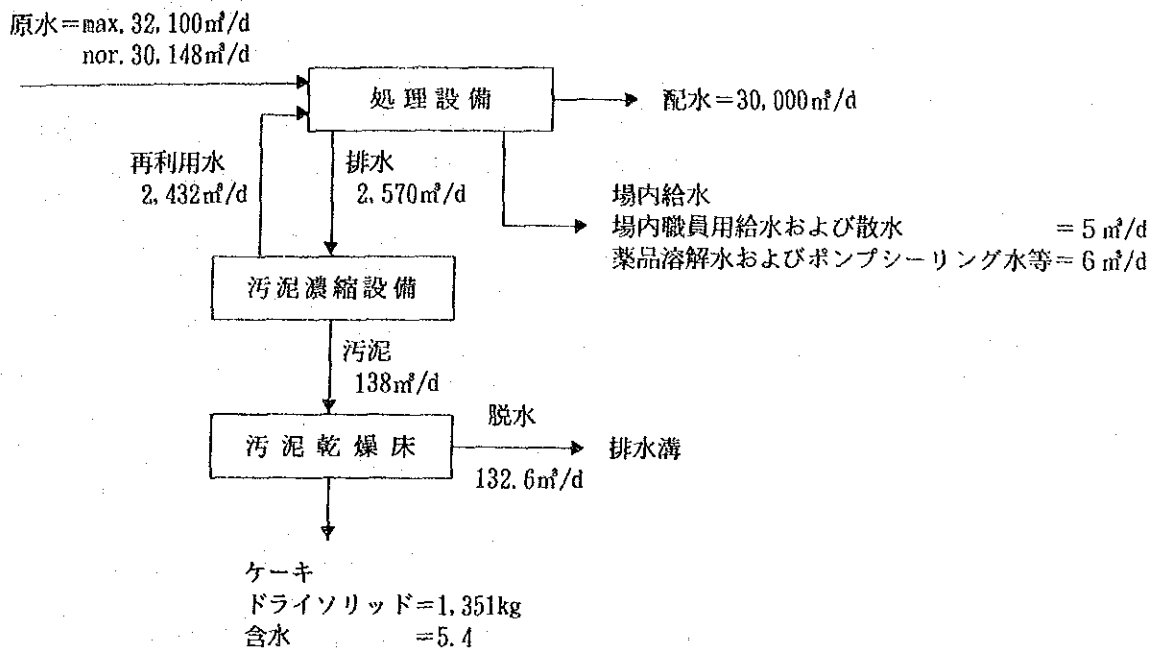 原水＝max. 32,100㎥/d
nor. 30,148㎥/d
処理設備
配水＝30,000㎥/d
再利用水
2,432㎥/d
排水
2,570㎥/d
場内給水
場内職員用給水および散水 ＝5㎥/d
薬品溶解水およびポンプシーリング水等＝6㎥/d
汚泥濃縮設備
汚泥
138㎥/d
汚泥乾燥床
脱水
132.6㎥/d
排水溝
ケーキ
ドライソリッド＝1,351kg
含水 ＝5.4